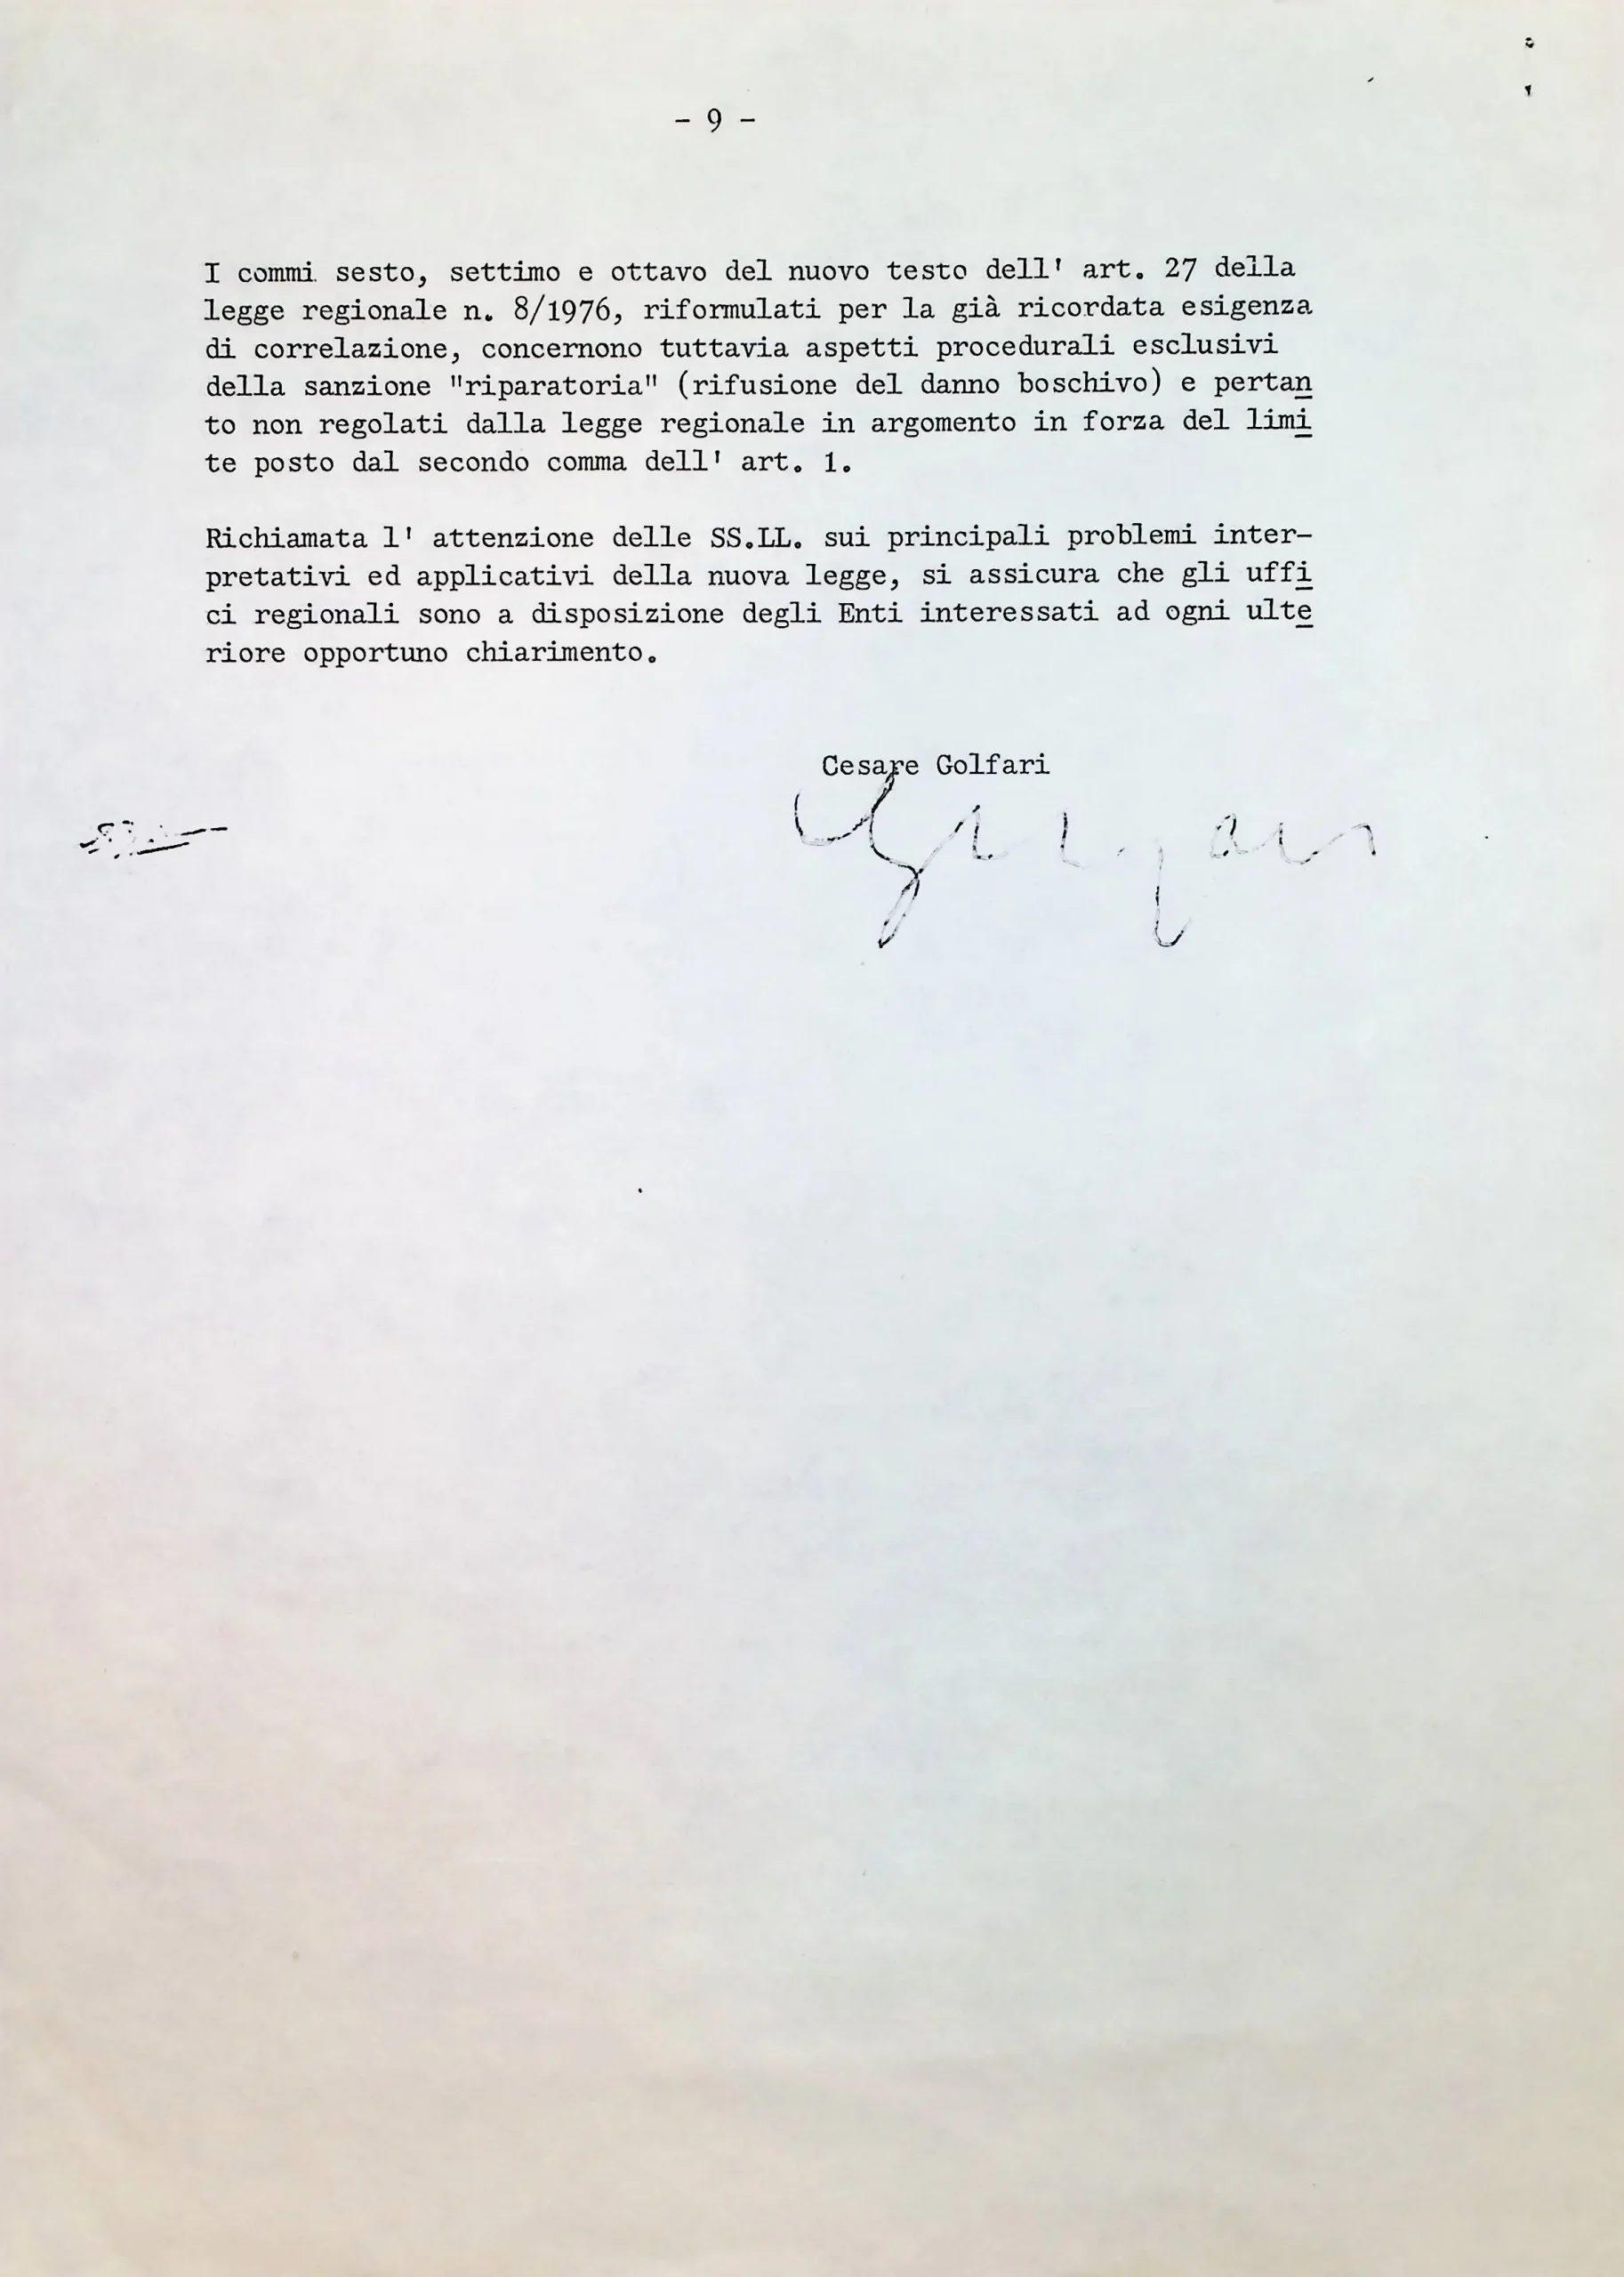 - 9 -
I commi sesto, settimo e ottavo del nuovo testo dell' art. 27 della
legge regionale n. 8/1976, riformulati per la già ricordata esigenza
di correlazione, concernono tuttavia aspetti procedurali esclusivi
della sanzione "riparatoria" (rifusione del danno boschivo) e pertan
to non regolati dalla legge regionale in argomento in forza del limi
te posto dal secondo comma dell' art. 1.
Richiamata l' attenzione delle SS.LL. sui principali problemi inter-
pretativi ed applicativi della nuova legge, si assicura che gli uffi
ci regionali sono a disposizione degli Enti interessati ad ogni ulte
riore opportuno chiarimento.
Cesare Golfari